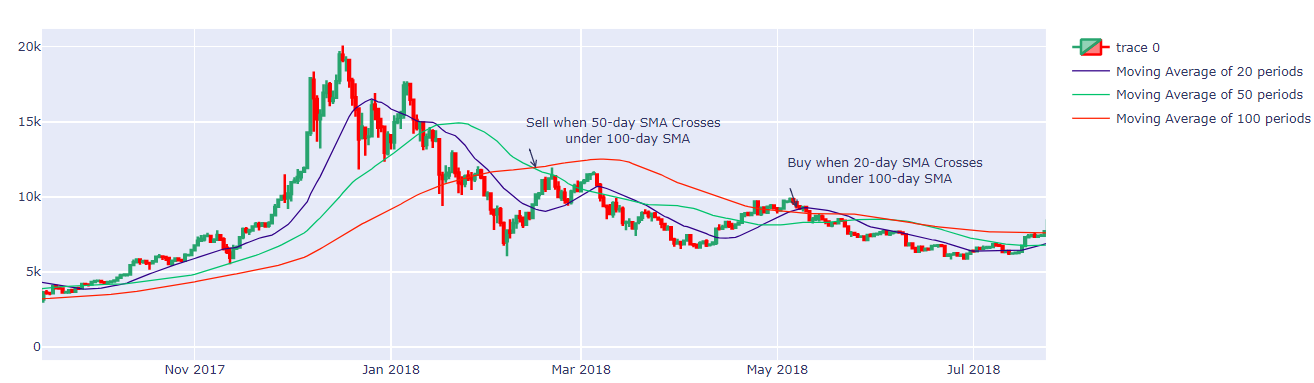 20k
15k
10k
5k
0
Nov 2017
Jan 2018
Mar 2018
May 2018
Jul 2018
Sell when 50-day SMA Crosses
under 100-day SMA
Buy when 20-day SMA Crosses
under 100-day SMA
trace 0
Moving Average of 20 periods
Moving Average of 50 periods
Moving Average of 100 periods